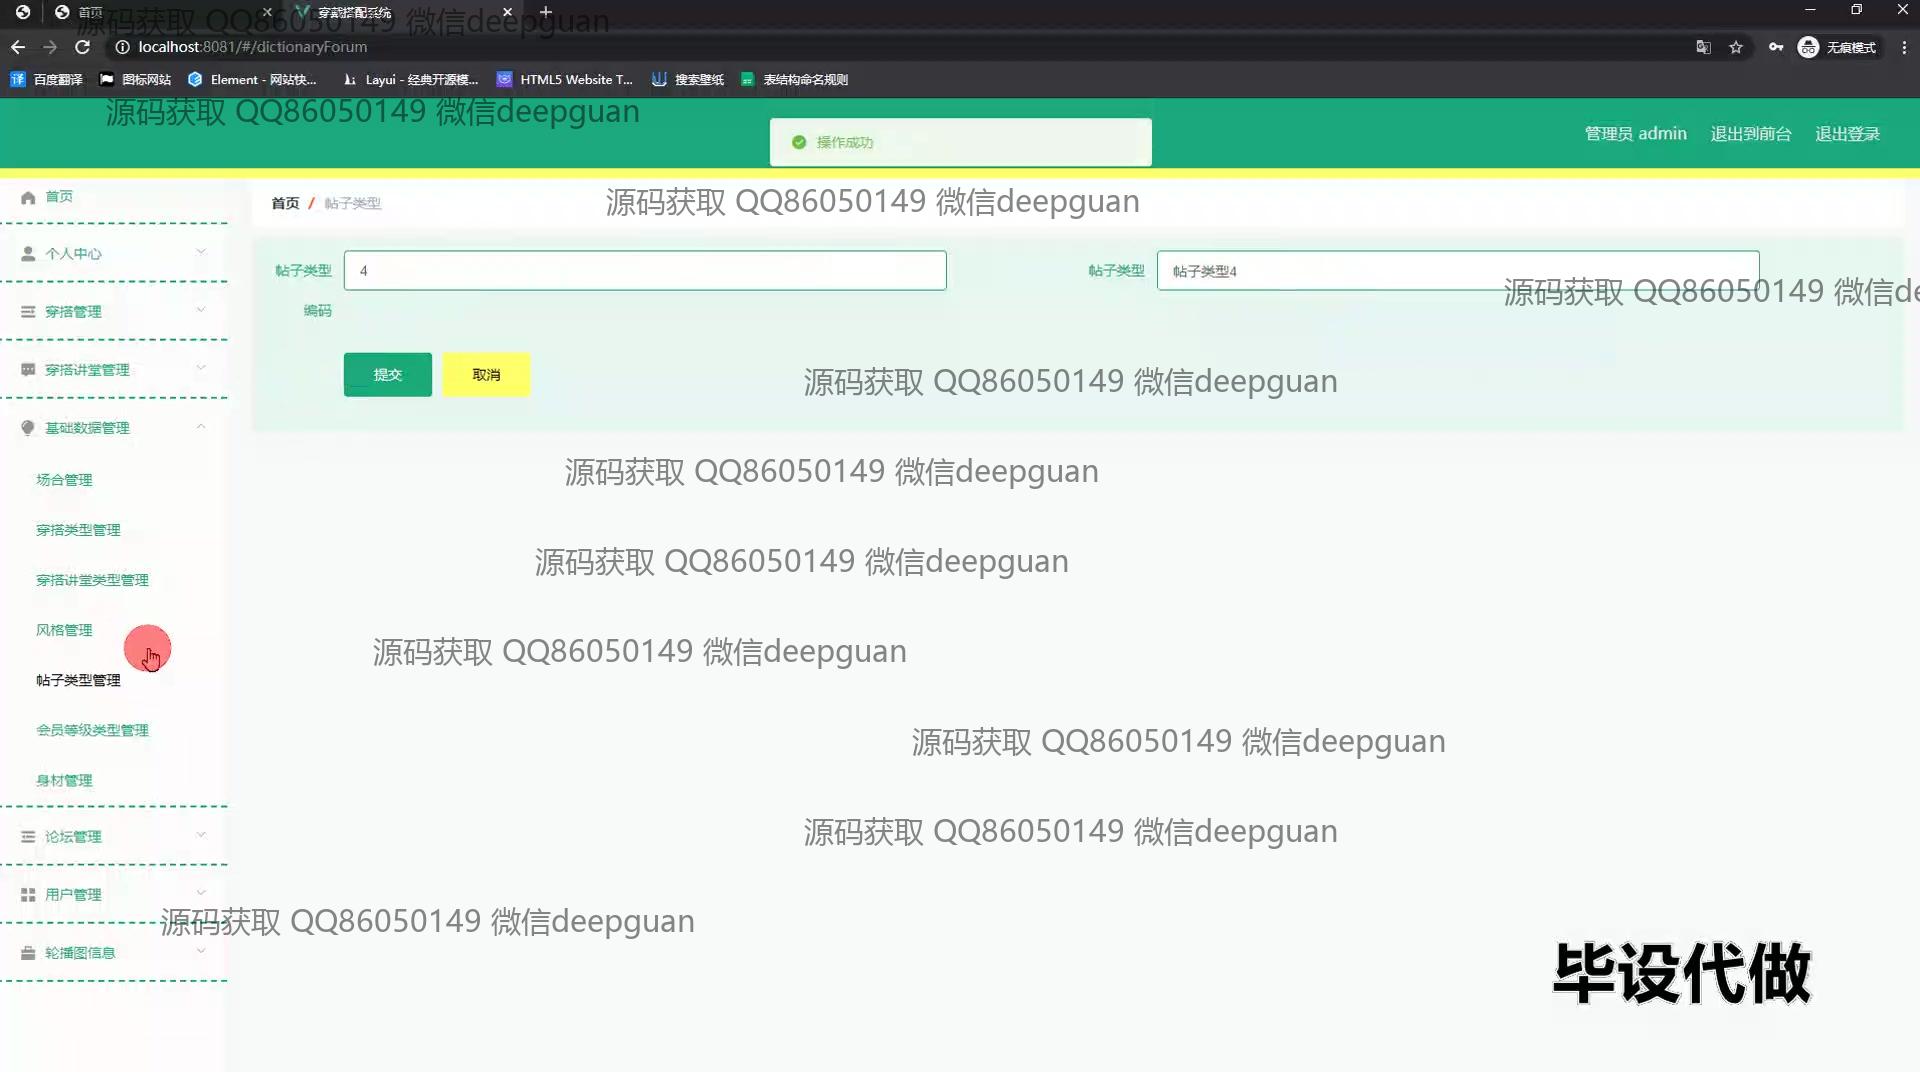 首页
穿戴搭配系统
源码获取 QQ86050149 微信deepguan
localhost:8081/#/dictionaryForum
无痕模式
百度翻译
图标网站
Element - 网站快...
Layui - 经典开源模...
HTML5 Website T...
搜索壁纸
表结构命名规则
源码获取 QQ86050149 微信deepguan
操作成功
管理员 admin
退出到前台
退出登录
首页
首页 / 帖子类型
源码获取 QQ86050149 微信deepguan
个人中心
帖子类型
编码
4
帖子类型
帖子类型4
源码获取 QQ86050149 微信de
穿搭管理
穿搭讲堂管理
提交
取消
源码获取 QQ86050149 微信deepguan
基础数据管理
场合管理
源码获取 QQ86050149 微信deepguan
穿搭类型管理
源码获取 QQ86050149 微信deepguan
穿搭讲堂类型管理
风格管理
源码获取 QQ86050149 微信deepguan
帖子类型管理
会员等级类型管理
源码获取 QQ86050149 微信deepguan
身材管理
论坛管理
源码获取 QQ86050149 微信deepguan
用户管理
源码获取 QQ86050149 微信deepguan
轮播图信息
毕设代做